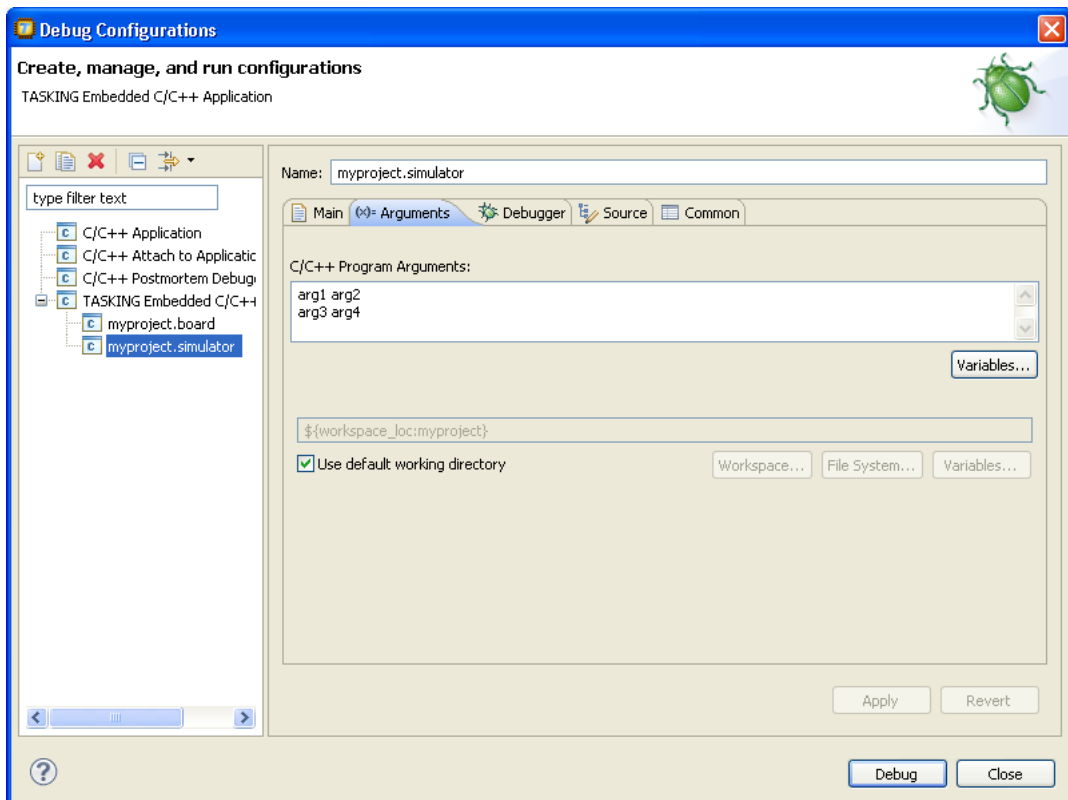 Debug Configurations
Create, manage, and run configurations
TASKING Embedded C/C++ Application
type filter text
C/C++ Application
C/C++ Attach to Applicatic
C/C++ Postmortem Debug
TASKING Embedded C/C++
myproject.board
myproject.simulator
Name: myproject.simulator
Main (x)= Arguments Debugger Source Common
C/C++ Program Arguments:
arg1 arg2
arg3 arg4
Variables...
${workspace_loc:myproject}
Use default working directory Workspace... File System... Variables...
Apply Revert
? Debug Close